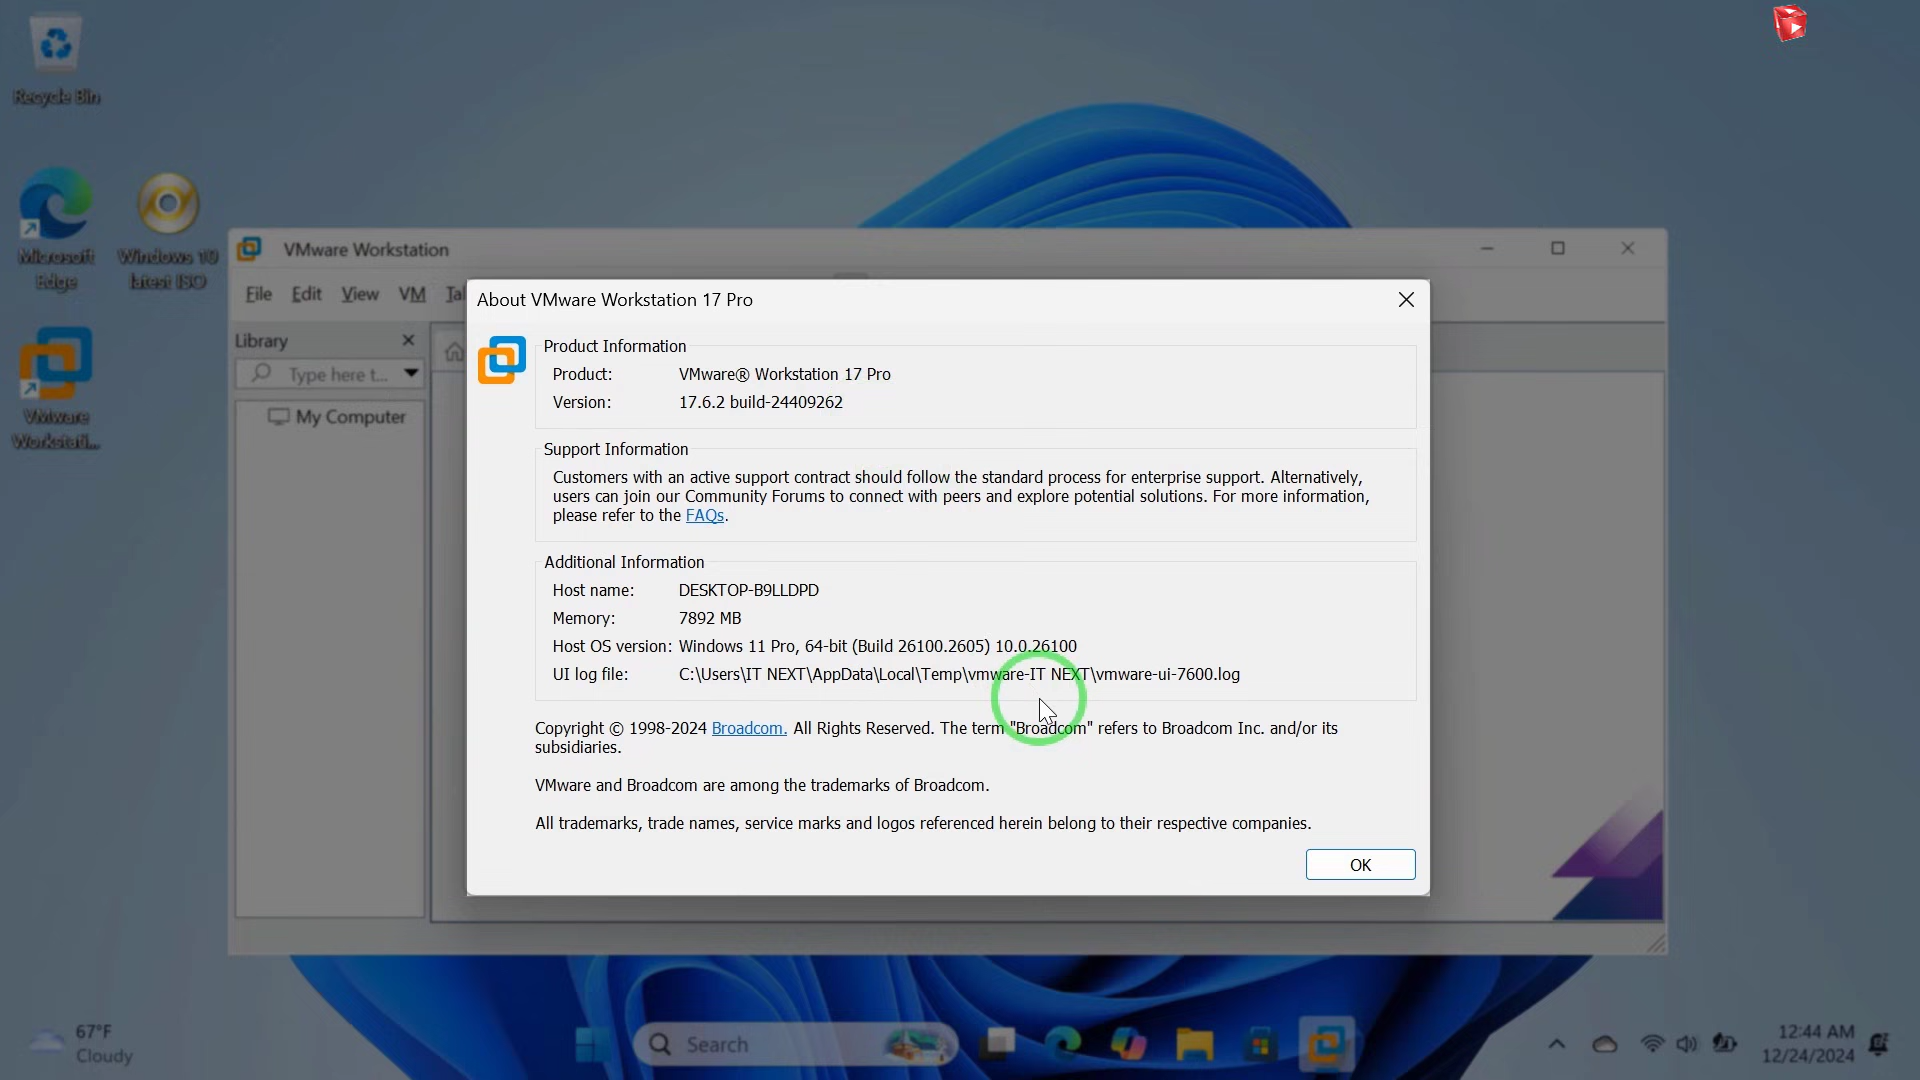 Recycle Bin
Microsoft
Edge
Windows 10
latest ISO
VMware
Workstati...
VMware Workstation
File Edit View VM
Library
Type here t...
My Computer
About VMware Workstation 17 Pro
Product Information
Product: VMware® Workstation 17 Pro
Version: 17.6.2 build-24409262
Support Information
Customers with an active support contract should follow the standard process for enterprise support. Alternatively,
users can join our Community Forums to connect with peers and explore potential solutions. For more information,
please refer to the FAQs.
Additional Information
Host name: DESKTOP-B9LLDPD
Memory: 7892 MB
Host OS version: Windows 11 Pro, 64-bit (Build 26100.2605) 10.0.26100
UI log file: C:\Users\IT NEXT\AppData\Local\Temp\vmware-IT NEXT\vmware-ui-7600.log
Copyright © 1998-2024 Broadcom. All Rights Reserved. The term "Broadcom" refers to Broadcom Inc. and/or its
subsidiaries.
VMware and Broadcom are among the trademarks of Broadcom.
All trademarks, trade names, service marks and logos referenced herein belong to their respective companies.
OK
67°F
Cloudy
Search
12:44 AM
12/24/2024